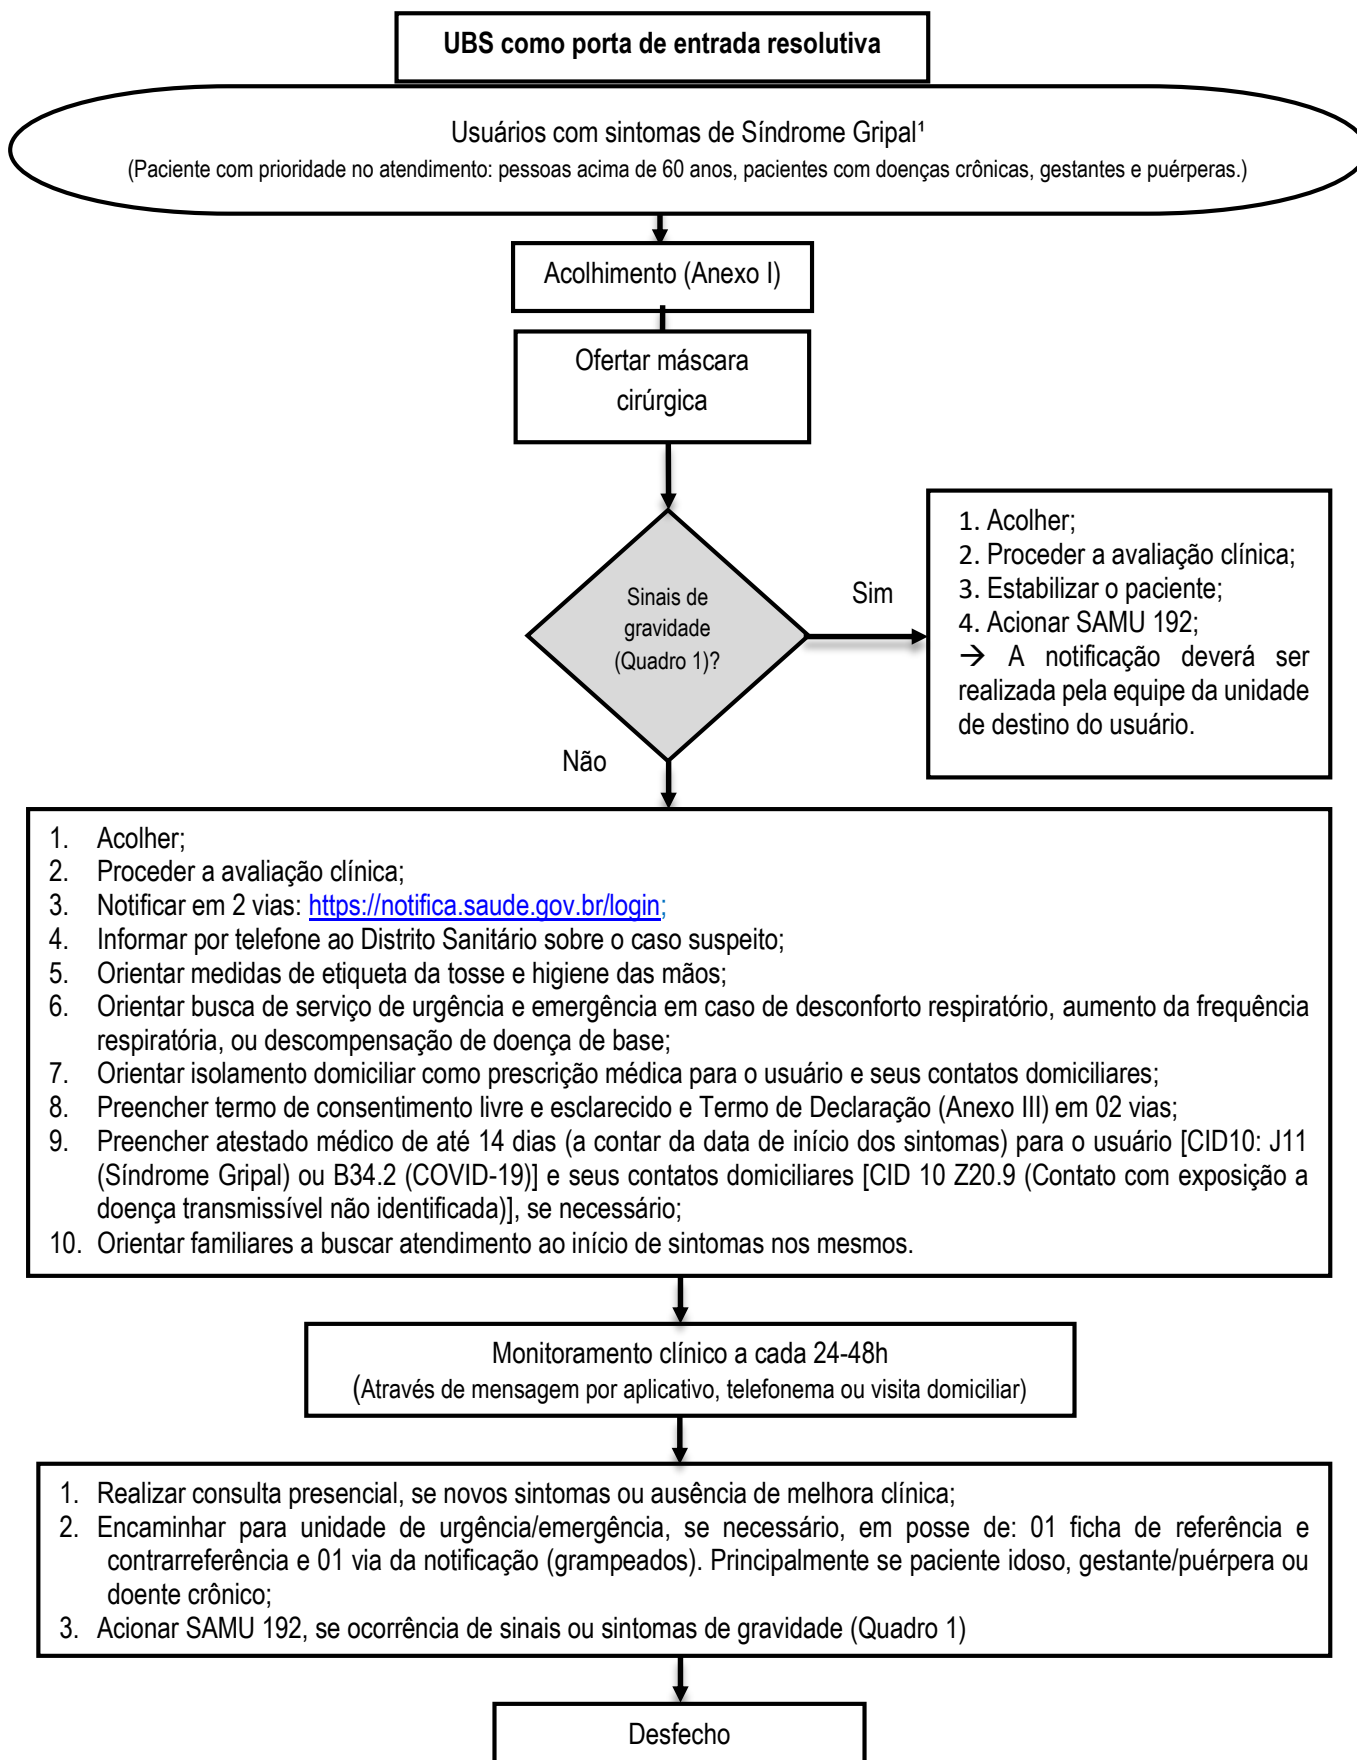 UBS como porta de entrada resolutiva
Usuários com sintomas de Síndrome Gripal¹
(Paciente com prioridade no atendimento: pessoas acima de 60 anos, pacientes com doenças crônicas, gestantes e puérperas.)
Acolhimento (Anexo I)
Ofertar máscara
cirúrgica
Sinais de
gravidade
(Quadro 1)?
Sim
1. Acolher;
2. Proceder a avaliação clínica;
3. Estabilizar o paciente;
4. Acionar SAMU 192;
→ A notificação deverá ser
realizada pela equipe da unidade
de destino do usuário.
Não
1. Acolher;
2. Proceder a avaliação clínica;
3. Notificar em 2 vias: https://notifica.saude.gov.br/login;
4. Informar por telefone ao Distrito Sanitário sobre o caso suspeito;
5. Orientar medidas de etiqueta da tosse e higiene das mãos;
6. Orientar busca de serviço de urgência e emergência em caso de desconforto respiratório, aumento da frequência
respiratória, ou descompensação de doença de base;
7. Orientar isolamento domiciliar como prescrição médica para o usuário e seus contatos domiciliares;
8. Preencher termo de consentimento livre e esclarecido e Termo de Declaração (Anexo III) em 02 vias;
9. Preencher atestado médico de até 14 dias (a contar da data de início dos sintomas) para o usuário [CID10: J11
(Síndrome Gripal) ou B34.2 (COVID-19)] e seus contatos domiciliares [CID 10 Z20.9 (Contato com exposição a
doença transmissível não identificada)], se necessário;
10. Orientar familiares a buscar atendimento ao início de sintomas nos mesmos.
Monitoramento clínico a cada 24-48h
(Através de mensagem por aplicativo, telefonema ou visita domiciliar)
1. Realizar consulta presencial, se novos sintomas ou ausência de melhora clínica;
2. Encaminhar para unidade de urgência/emergência, se necessário, em posse de: 01 ficha de referência e
contrarreferência e 01 via da notificação (grampeados). Principalmente se paciente idoso, gestante/puérpera ou
doente crônico;
3. Acionar SAMU 192, se ocorrência de sinais ou sintomas de gravidade (Quadro 1)
Desfecho